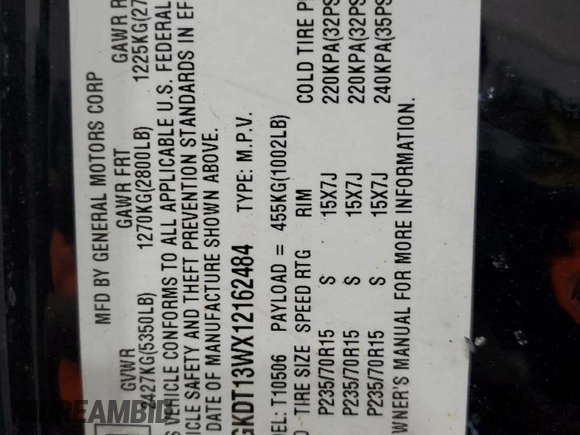 MFD BY GENERAL MOTORS CORP
GVWR GAWR FRT GAWR R
2427KG(5350LB) 1270KG(2800LB) 1225KG(27
S VEHICLE CONFORMS TO ALL APPLICABLE U.S. FEDERAL
ICLE SAFETY AND THEFT PREVENTION STANDARDS IN EF
DATE OF MANUFACTURE SHOWN ABOVE.
GKDT13WX12162484 TYPE: M.P.V.
DEL: T10506 PAYLOAD = 455KG(1002LB)
TIRE SIZE SPEED RTG RIM COLD TIRE P
P235/70R15 S 15X7J 220KPA(32PS
P235/70R15 S 15X7J 220KPA(32PS
P235/70R15 S 15X7J 240KPA(35PS
WNER'S MANUAL FOR MORE INFORMATION.